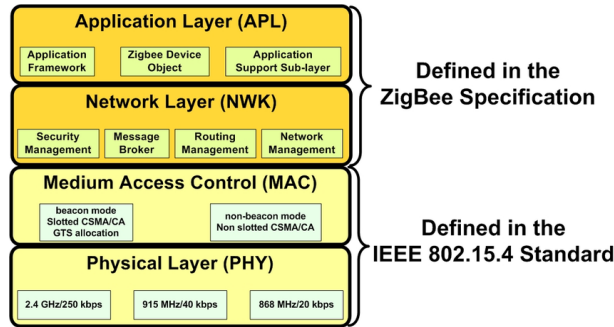 Application Layer (APL)
Application
Framework
Zigbee Device
Object
Application
Support Sub-layer
Defined in the
ZigBee Specification
Network Layer (NWK)
Security
Management
Message
Broker
Routing
Management
Network
Management
Medium Access Control (MAC)
beacon mode
Slotted CSMA/CA
GTS allocation
non-beacon mode
Non slotted CSMA/CA
Defined in the
IEEE 802.15.4 Standard
Physical Layer (PHY)
2.4 GHz/250 kbps
915 MHz/40 kbps
868 MHz/20 kbps